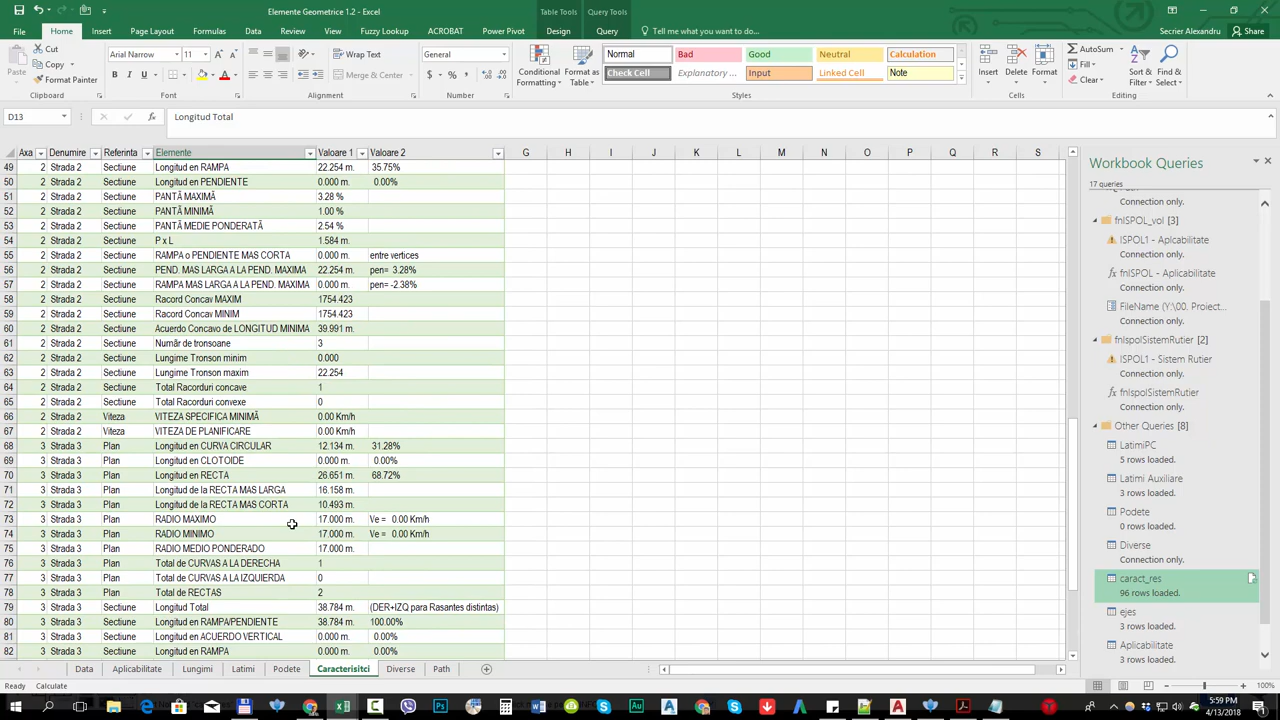 Elemente Geometrice 1.2 - Excel
Table Tools
Query Tools
Secrier Alexandru
Share
File
Home
Insert
Page Layout
Formulas
Data
Review
View
Help
Foxit PDF
ACROBAT
Power Pivot
Design
Query
Tell me what you want to do...
Cut
Copy
Format Painter
Paste
Clipboard
Arial Narrow
11
Font
Wrap Text
Merge & Center
Alignment
General
Number
Conditional Formatting
Format as Table
Normal
Bad
Good
Neutral
Calculation
Check Cell
Explanatory ...
Input
Linked Cell
Note
Styles
Insert
Delete
Format
Cells
AutoSum
Fill
Clear
Sort & Filter
Find & Select
Editing
D13
Longitud Total
Axa Denumire Referinta Elemente Valoare 1 Valoare 2 G H I J K L M N O P Q R S
49 2 Strada 2 Sectiune Longitud en RAMPA 22.254 m. 35.75%
50 2 Strada 2 Sectiune Longitud en PENDIENTE 0.000 m. 0.00%
51 2 Strada 2 Sectiune PANTĂ MAXIMĂ 3.28 %
52 2 Strada 2 Sectiune PANTĂ MINIMĂ 1.00 %
53 2 Strada 2 Sectiune PANTĂ MEDIE PONDERATĂ 2.54 %
54 2 Strada 2 Sectiune P x L 1.584 m.
55 2 Strada 2 Sectiune RAMPA o PENDIENTE MAS CORTA 0.000 m. entre vertices
56 2 Strada 2 Sectiune PEND. MAS LARGA A LA PEND. MAXIMA 22.254 m. pen= 3.28%
57 2 Strada 2 Sectiune RAMPA MAS LARGA A LA PEND. MAXIMA 0.000 m. pen= -2.38%
58 2 Strada 2 Sectiune Racord Concav MAXIM 1754.423
59 2 Strada 2 Sectiune Racord Concav MINIM 1754.423
60 2 Strada 2 Sectiune Acuerdo Concavo de LONGITUD MINIMA 39.991 m.
61 2 Strada 2 Sectiune Număr de tronsoane 3
62 2 Strada 2 Sectiune Lungime Tronson minim 0.000
63 2 Strada 2 Sectiune Lungime Tronson maxim 22.254
64 2 Strada 2 Sectiune Total Racorduri concave 1
65 2 Strada 2 Sectiune Total Racorduri convexe 0
66 2 Strada 2 Viteza VITEZA SPECIFICA MINIMĂ 0.00 Km/h
67 2 Strada 2 Viteza VITEZA DE PLANIFICARE 0.00 Km/h
68 3 Strada 3 Plan Longitud en CURVA CIRCULAR 12.134 m. 31.28%
69 3 Strada 3 Plan Longitud en CLOTOIDE 0.000 m. 0.00%
70 3 Strada 3 Plan Longitud en RECTA 26.651 m. 68.72%
71 3 Strada 3 Plan Longitud de la RECTA MAS LARGA 16.158 m.
72 3 Strada 3 Plan Longitud de la RECTA MAS CORTA 10.493 m.
73 3 Strada 3 Plan RADIO MAXIMO 17.000 m. Ve = 0.00 Km/h
74 3 Strada 3 Plan RADIO MINIMO 17.000 m. Ve = 0.00 Km/h
75 3 Strada 3 Plan RADIO MEDIO PONDERADO 17.000 m.
76 3 Strada 3 Plan Total de CURVAS A LA DERECHA 1
77 3 Strada 3 Plan Total de CURVAS A LA IZQUIERDA 0
78 3 Strada 3 Plan Total de RECTAS 2
79 3 Strada 3 Sectiune Longitud Total 38.784 m. (DER+IZQ para Rasantes distintas)
80 3 Strada 3 Sectiune Longitud en RAMPA/PENDIENTE 38.784 m. 100.00%
81 3 Strada 3 Sectiune Longitud en ACUERDO VERTICAL 0.000 m. 0.00%
82 3 Strada 3 Sectiune Longitud en RAMPA 0.000 m. 0.00%
Workbook Queries
17 queries
Connection only.
fnISPOL_vol [3]
ISPOL1 - Aplcabilitate
Connection only.
fnISPOL - Aplicabilitate
Connection only.
FileName (Y:\00. Proiect...
Connection only.
fnIspolSistemRutier [2]
ISPOL1 - Sistem Rutier
Connection only.
fnIspolSistemRutier
Connection only.
Other Queries [8]
LatimiPC
5 rows loaded.
Latimi Auxiliare
2 rows loaded.
Podete
0 rows loaded.
Diverse
Connection only.
caract_res
96 rows loaded.
ejes
3 rows loaded.
Aplicabilitate
3 rows loaded.
Data
Aplicabilitate
Lungimi
Latimi
Podete
Caracterisitci
Diverse
Path
Ready
Calculate
100%
5:59 PM
4/13/2018